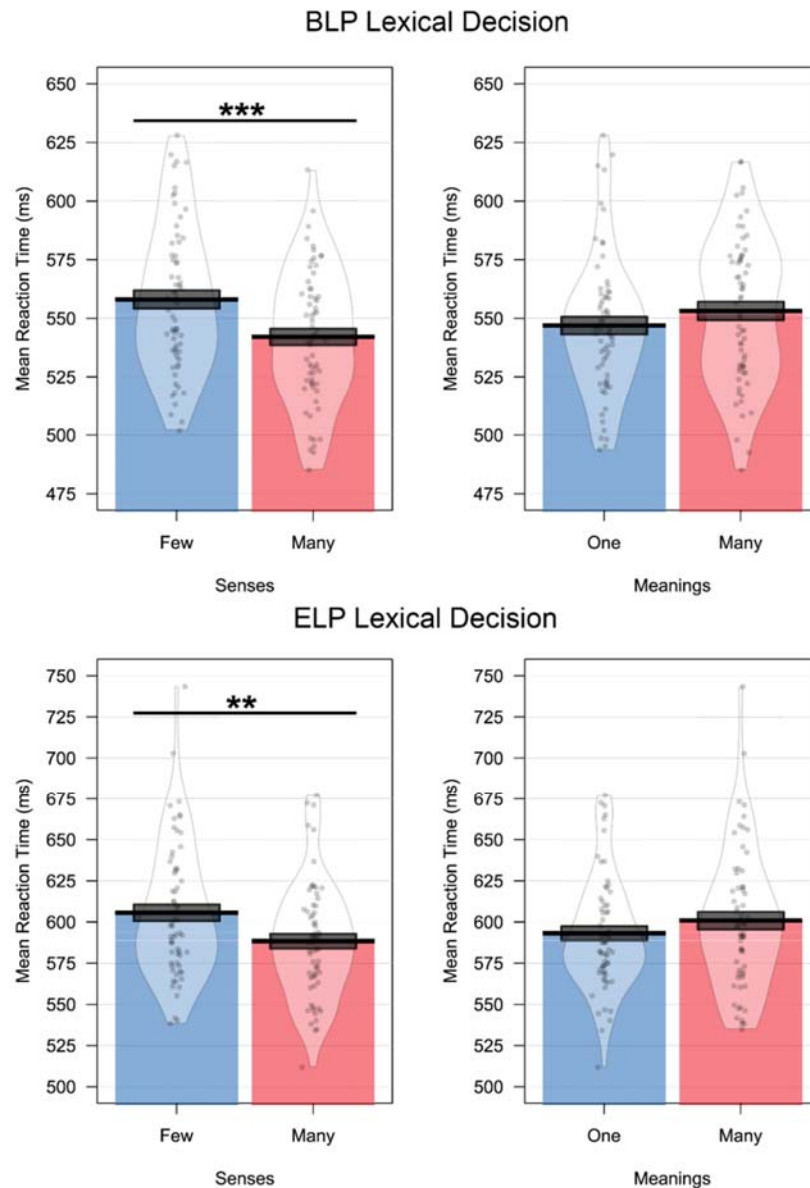 BLP Lexical Decision
Mean Reaction Time (ms)
650
625
600
575
550
525
500
475
***
Few
Many
Senses
Mean Reaction Time (ms)
650
625
600
575
550
525
500
475
One
Many
Meanings
ELP Lexical Decision
Mean Reaction Time (ms)
750
725
700
675
650
625
600
575
550
525
500
**
Few
Many
Senses
Mean Reaction Time (ms)
750
725
700
675
650
625
600
575
550
525
500
One
Many
Meanings